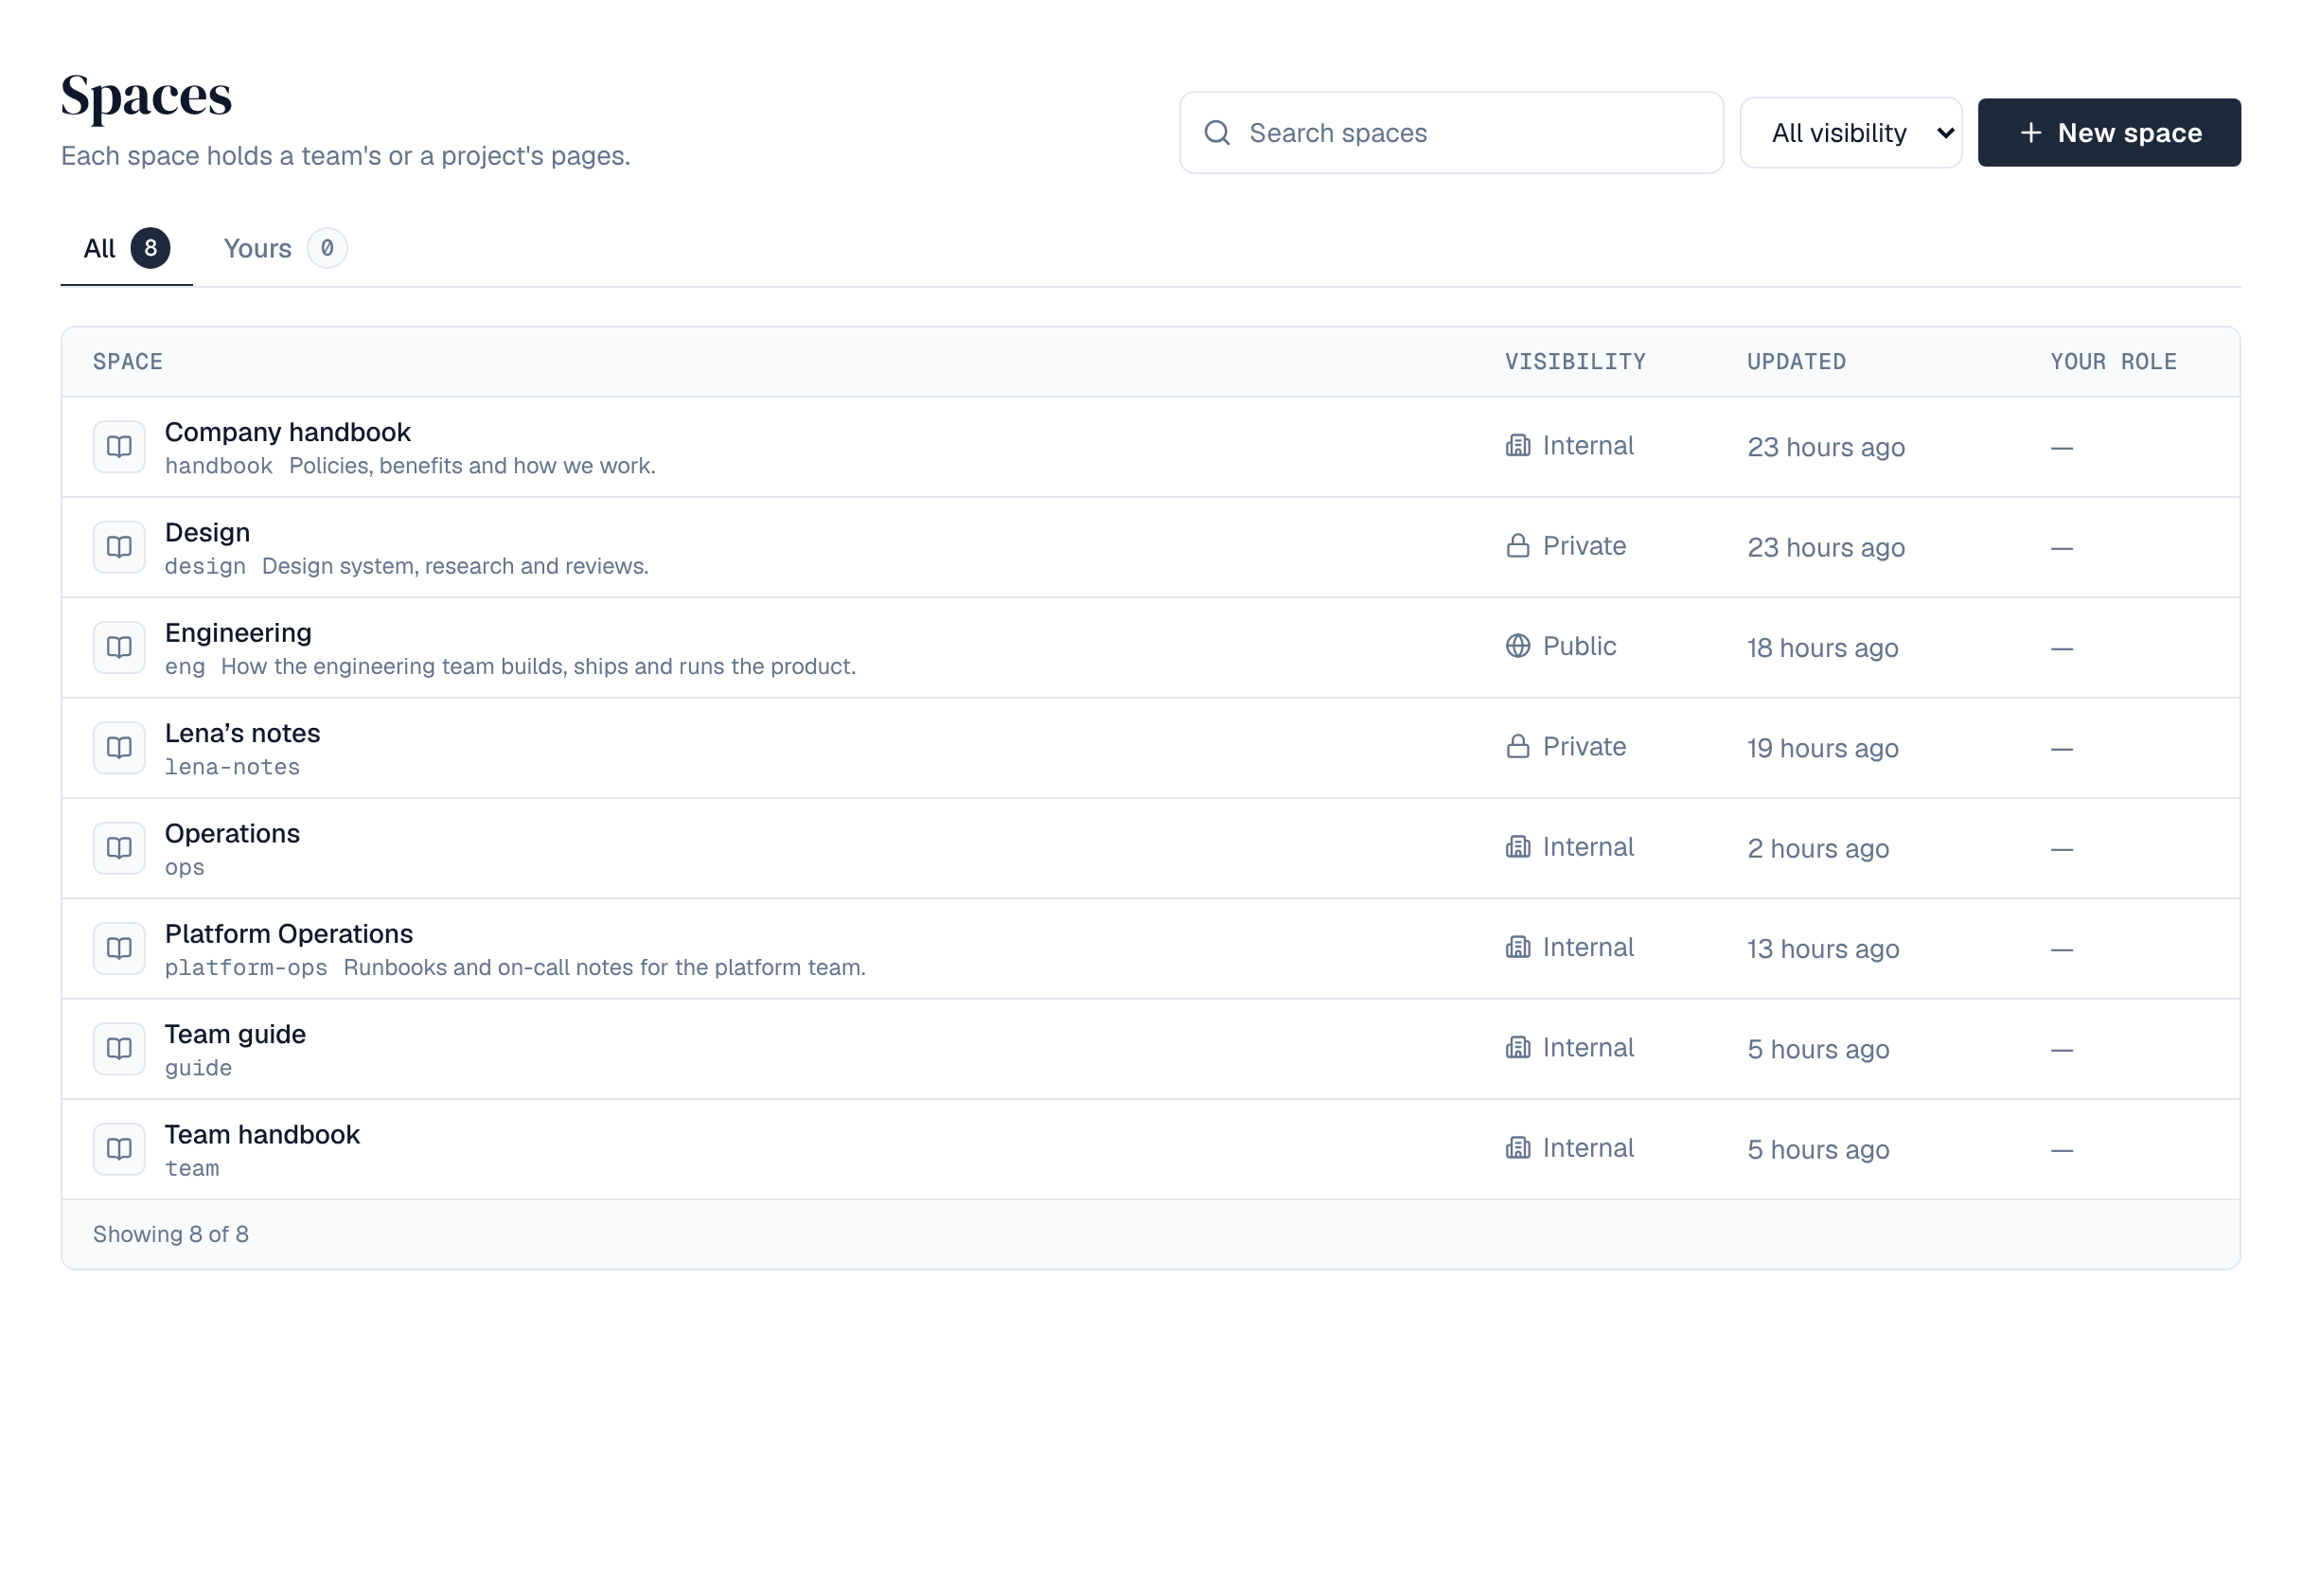 Spaces
Each space holds a team's or a project's pages.
Search spaces
All visibility
New space
All 8
Yours 0
SPACE VISIBILITY UPDATED YOUR ROLE
Company handbook
handbook Policies, benefits and how we work.
Internal 23 hours ago —
Design
design Design system, research and reviews.
Private 23 hours ago —
Engineering
eng How the engineering team builds, ships and runs the product.
Public 18 hours ago —
Lena’s notes
lena-notes
Private 19 hours ago —
Operations
ops
Internal 2 hours ago —
Platform Operations
platform-ops Runbooks and on-call notes for the platform team.
Internal 13 hours ago —
Team guide
guide
Internal 5 hours ago —
Team handbook
team
Internal 5 hours ago —
Showing 8 of 8